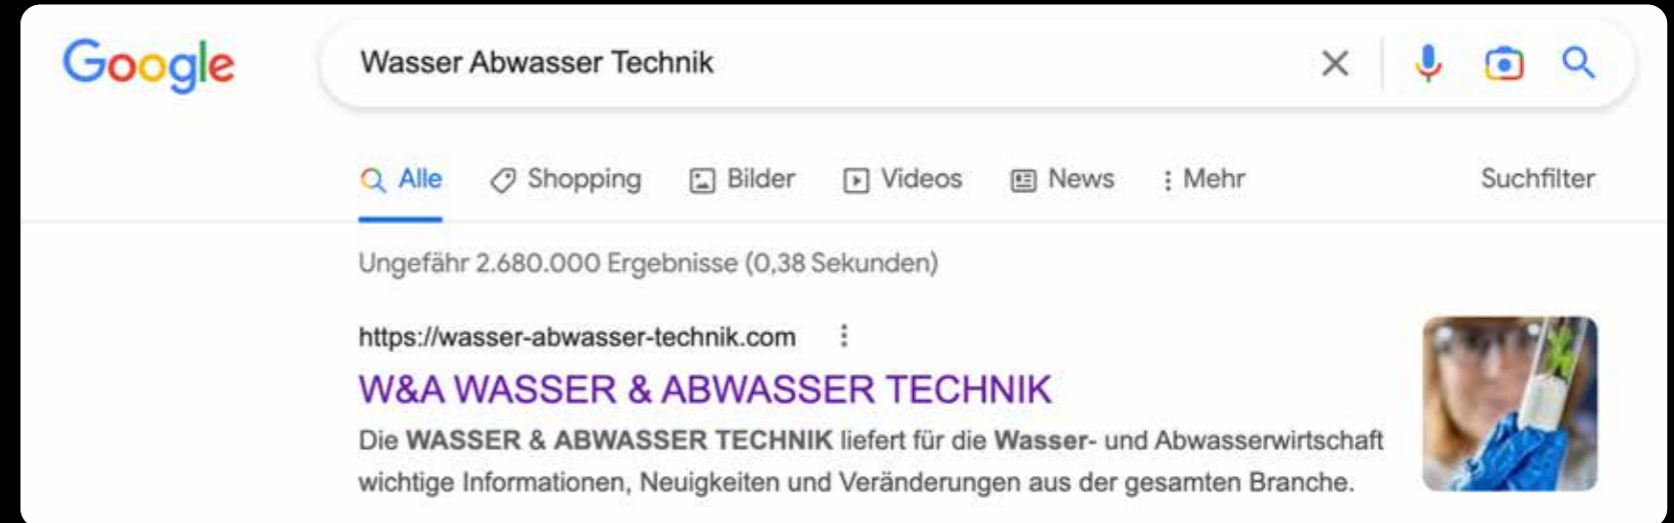 Google
Wasser Abwasser Technik
Alle Shopping Bilder Videos News Mehr Suchfilter
Ungefähr 2.680.000 Ergebnisse (0,38 Sekunden)
https://wasser-abwasser-technik.com
W&A WASSER & ABWASSER TECHNIK
Die WASSER & ABWASSER TECHNIK liefert für die Wasser- und Abwasserwirtschaft
wichtige Informationen, Neuigkeiten und Veränderungen aus der gesamten Branche.